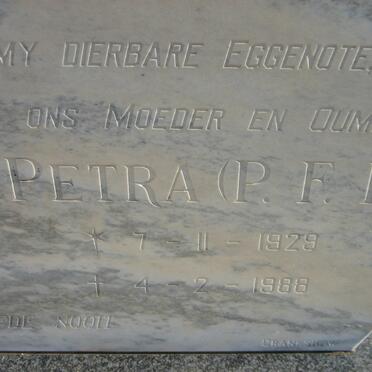 MY DIERBARE EGGENOTE,
ONS MOEDER EN OUM
PETRA (P. F.
* 7 - 11 - 1929
+ 4 - 2 - 1988
NOOIT